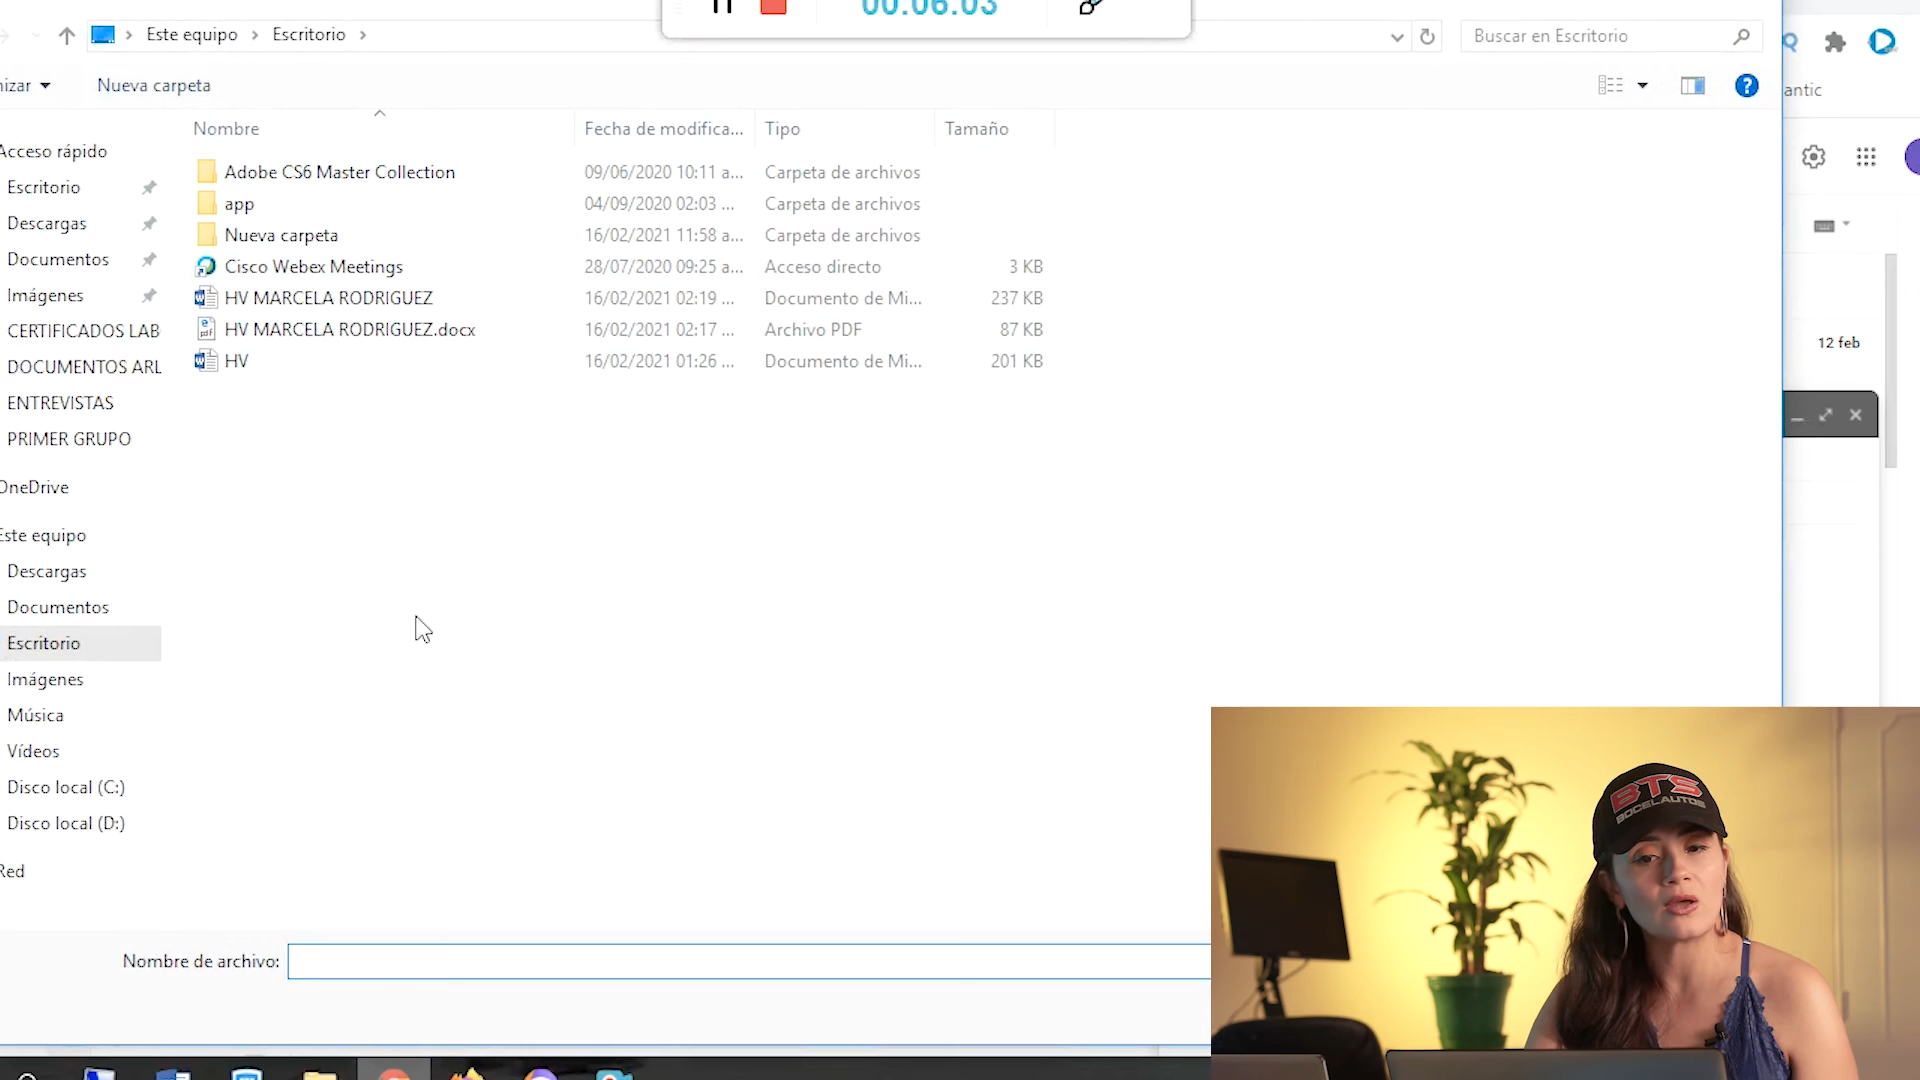 00:06:03
Este equipo > Escritorio >
Buscar en Escritorio
Nueva carpeta
antic
Nombre
Fecha de modifica...
Tipo
Tamaño
Adobe CS6 Master Collection 09/06/2020 10:11 a... Carpeta de archivos
app 04/09/2020 02:03 ... Carpeta de archivos
Nueva carpeta 16/02/2021 11:58 a... Carpeta de archivos
Cisco Webex Meetings 28/07/2020 09:25 a... Acceso directo 3 KB
HV MARCELA RODRIGUEZ 16/02/2021 02:19 ... Documento de Mi... 237 KB
HV MARCELA RODRIGUEZ.docx 16/02/2021 02:17 ... Archivo PDF 87 KB
HV 16/02/2021 01:26 ... Documento de Mi... 201 KB
Acceso rápido
Escritorio
Descargas
Documentos
Imágenes
CERTIFICADOS LAB
DOCUMENTOS ARL
ENTREVISTAS
PRIMER GRUPO
OneDrive
Este equipo
Descargas
Documentos
Escritorio
Imágenes
Música
Vídeos
Disco local (C:)
Disco local (D:)
Red
12 feb
Nombre de archivo:
BTS
BOCELAUTOS